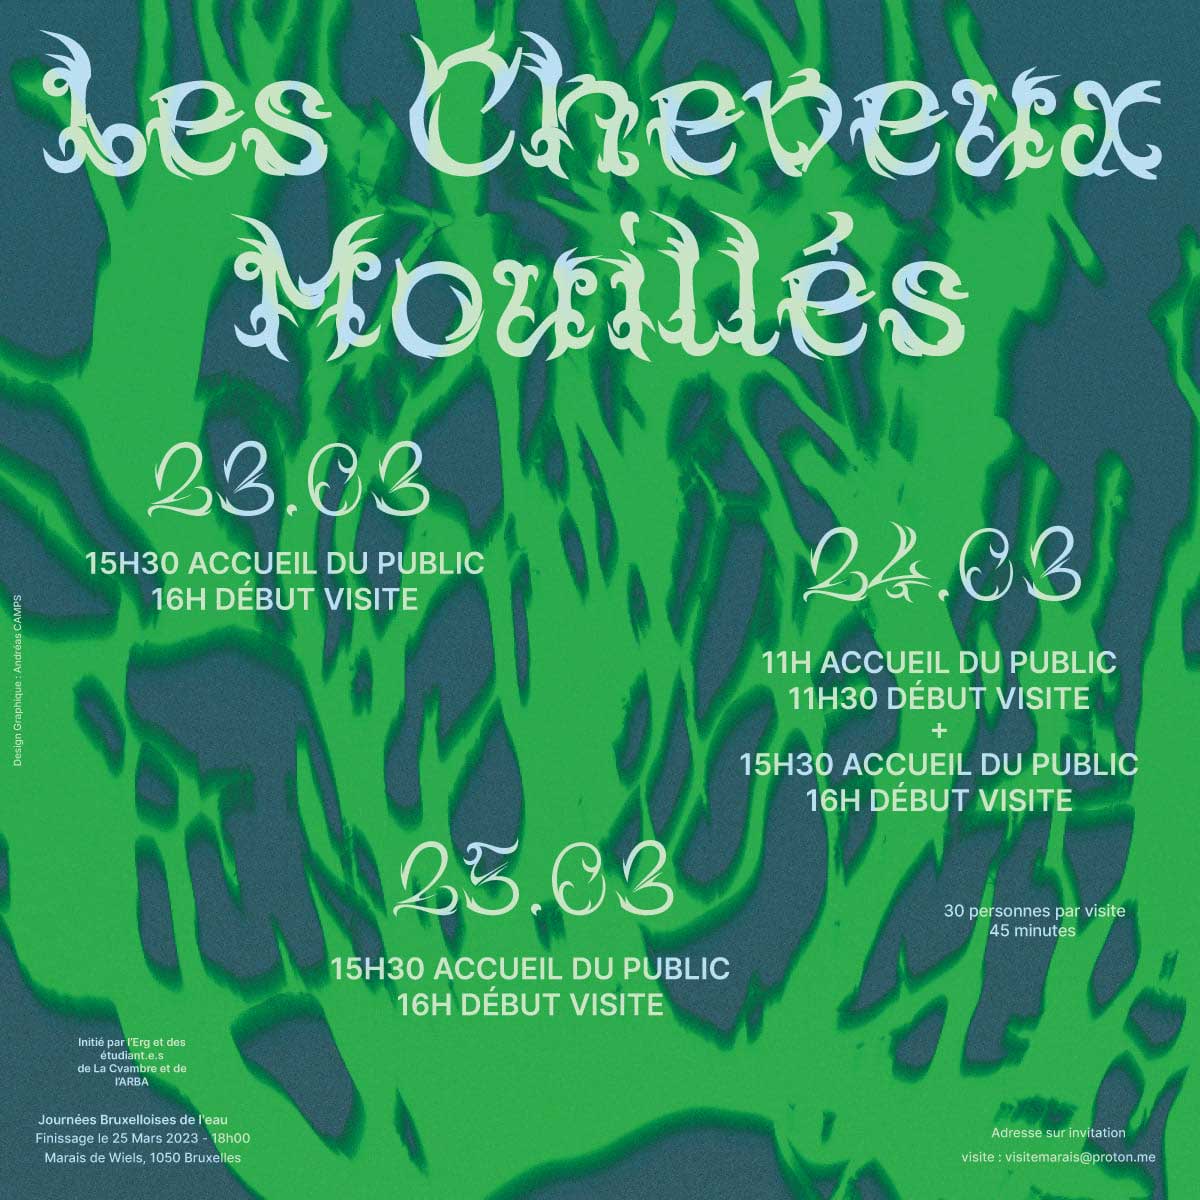 Les Cheveux
Mouillés
23.03
15H30 ACCUEIL DU PUBLIC
16H DÉBUT VISITE
24.03
11H ACCUEIL DU PUBLIC
11H30 DÉBUT VISITE
+
15H30 ACCUEIL DU PUBLIC
16H DÉBUT VISITE
25.03
15H30 ACCUEIL DU PUBLIC
16H DÉBUT VISITE
30 personnes par visite
45 minutes
Design Graphique : Andréas CAMPS
Initié par l'Erg et des
étudiant.e.s
de La Cvambre et de
l'ARBA
Journées Bruxelloises de l'eau
Finissage le 25 Mars 2023 - 18h00
Marais de Wiels, 1050 Bruxelles
Adresse sur invitation
visite : visitemarais@proton.me